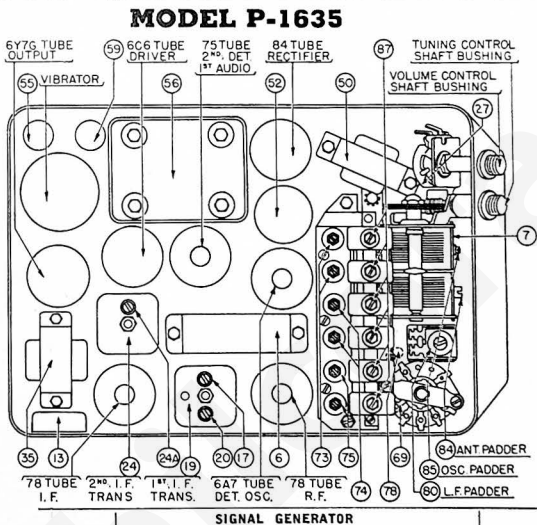 MODEL P-1635
6Y7G TUBE
OUTPUT
59
6C6 TUBE
DRIVER
75 TUBE
2ND. DET.
1ST AUDIO
84 TUBE
RECTIFIER
87
TUNING CONTROL
SHAFT BUSHING
55
VIBRATOR
56
52
50
VOLUME CONTROL
SHAFT BUSHING
27
7
35
13
24
24A
19
20
17
6
73
75
74
78
69
84 ANT. PADDER
85 OSC. PADDER
80 L.F. PADDER
78 TUBE
I.F.
2ND. I.F.
TRANS
1ST. I.F.
TRANS.
6A7 TUBE
DET. OSC.
78 TUBE
R.F.
SIGNAL GENERATOR